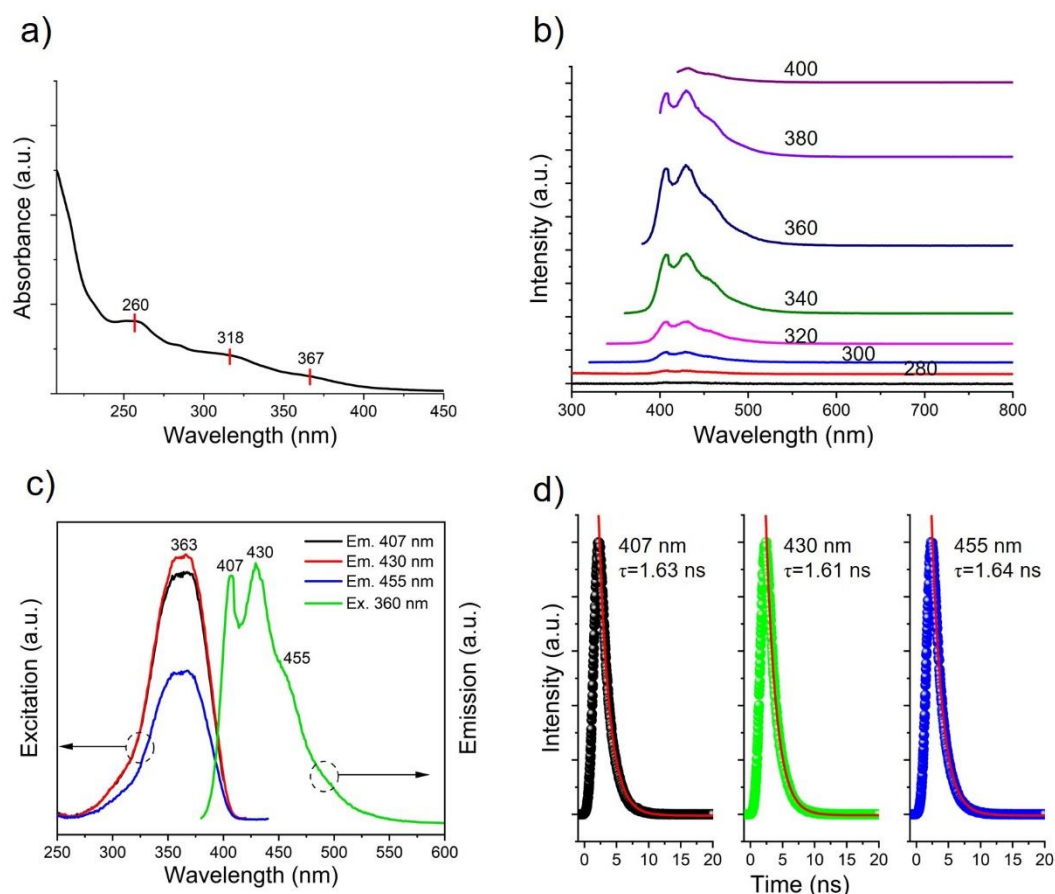 a)
Absorbance (a.u.)
260
318
367
250 300 350 400 450
Wavelength (nm)
b)
Intensity (a.u.)
400
380
360
340
320
300
280
300 400 500 600 700 800
Wavelength (nm)
c)
Excitation (a.u.)
363
407
430
455
Em. 407 nm
Em. 430 nm
Em. 455 nm
Ex. 360 nm
Emission (a.u.)
250 300 350 400 450 500 550 600
Wavelength (nm)
d)
Intensity (a.u.)
407 nm
τ=1.63 ns
430 nm
τ=1.61 ns
455 nm
τ=1.64 ns
0 5 10 15 20
0 5 10 15 20
0 5 10 15 20
Time (ns)